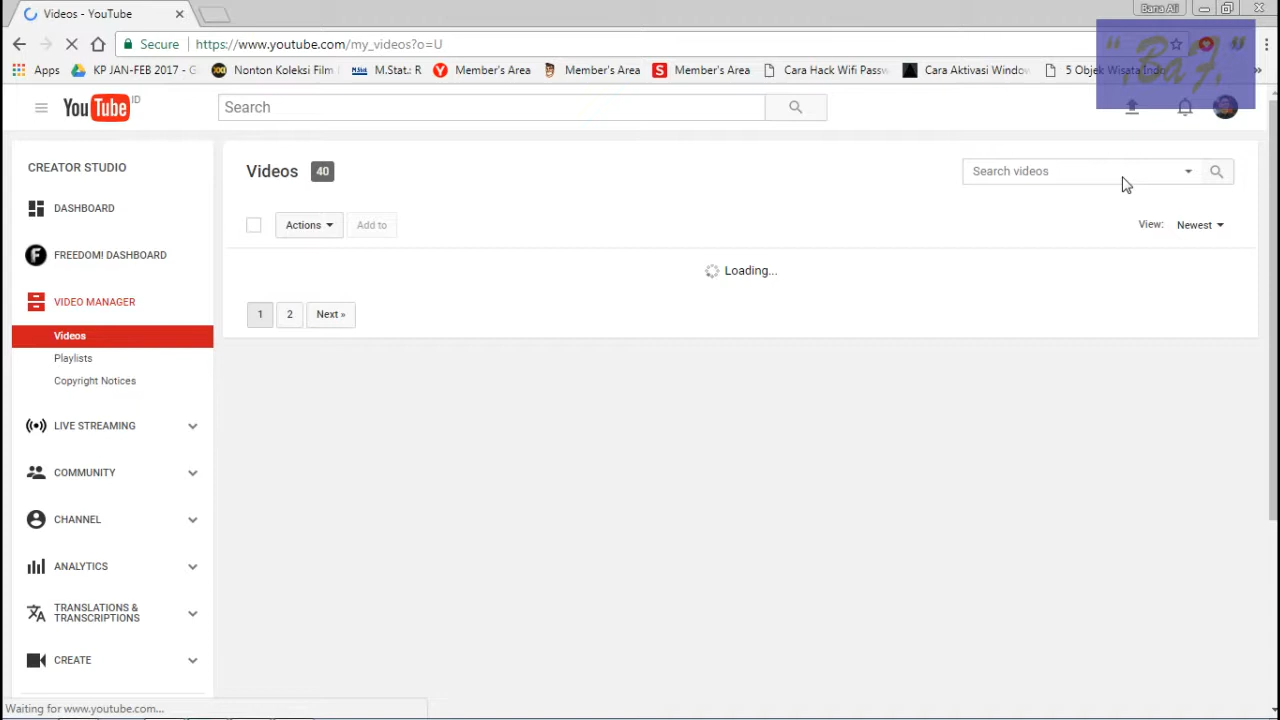 Videos - YouTube
Bana Ali
Secure
https://www.youtube.com/my_videos?o=U
Apps
KP JAN-FEB 2017 - G
Nonton Koleksi Film
M.Stat.: R
Member's Area
Member's Area
Member's Area
Cara Hack Wifi Passw
Cara Aktivasi Window
5 Objek Wisata Indo
»
YouTube ID
Search
CREATOR STUDIO
Videos 40
Search videos
DASHBOARD
Actions
Add to
View: Newest
FREEDOM! DASHBOARD
Loading...
VIDEO MANAGER
1 2 Next »
Videos
Playlists
Copyright Notices
LIVE STREAMING
COMMUNITY
CHANNEL
ANALYTICS
TRANSLATIONS &
TRANSCRIPTIONS
CREATE
Waiting for www.youtube.com...